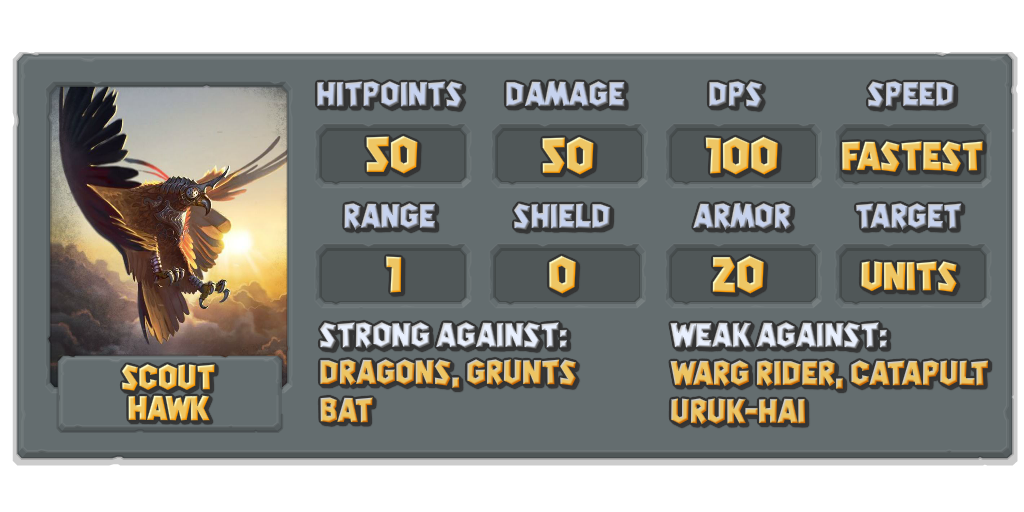 HITPOINTS DAMAGE DPS SPEED
50 50 100 FASTEST
RANGE SHIELD ARMOR TARGET
1 0 20 UNITS
STRONG AGAINST:
DRAGONS, GRUNTS
BAT
WEAK AGAINST:
WARG RIDER, CATAPULT
URUK-HAI
SCOUT
HAWK